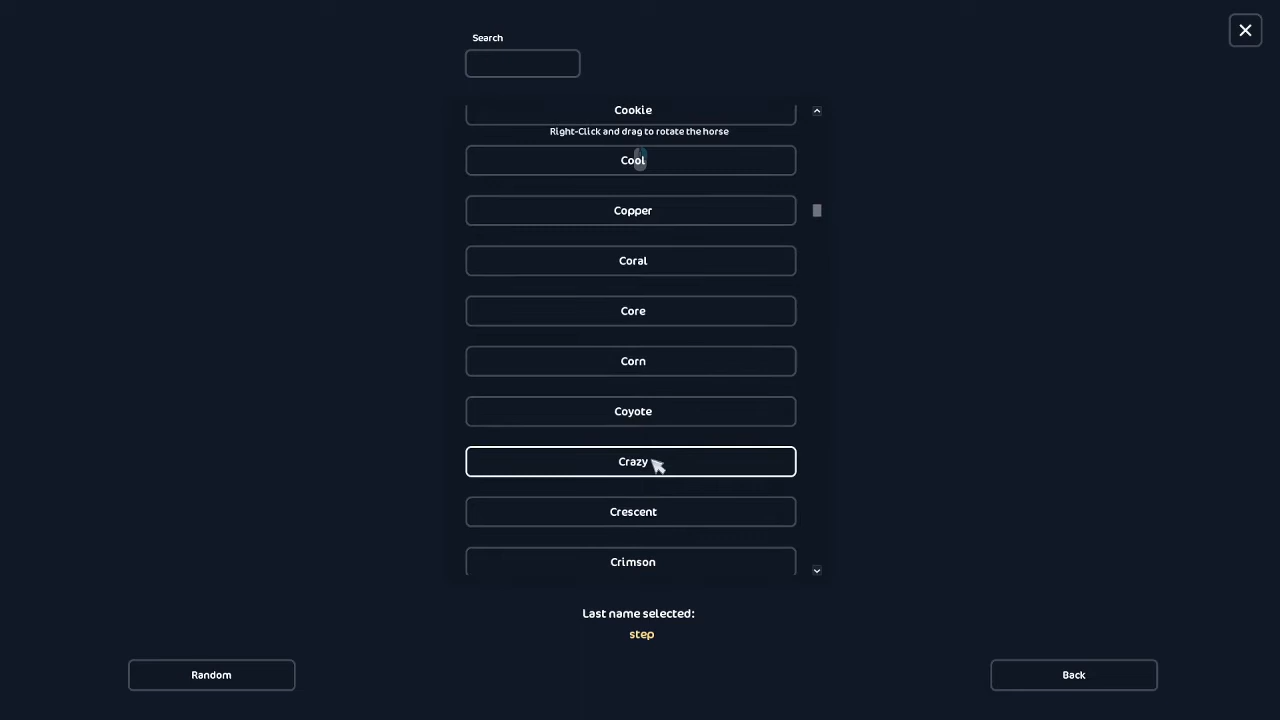 Search
Cookie
Right-Click and drag to rotate the horse
Cool
Copper
Coral
Core
Corn
Coyote
Crazy
Crescent
Crimson
Last name selected:
step
Random
Back